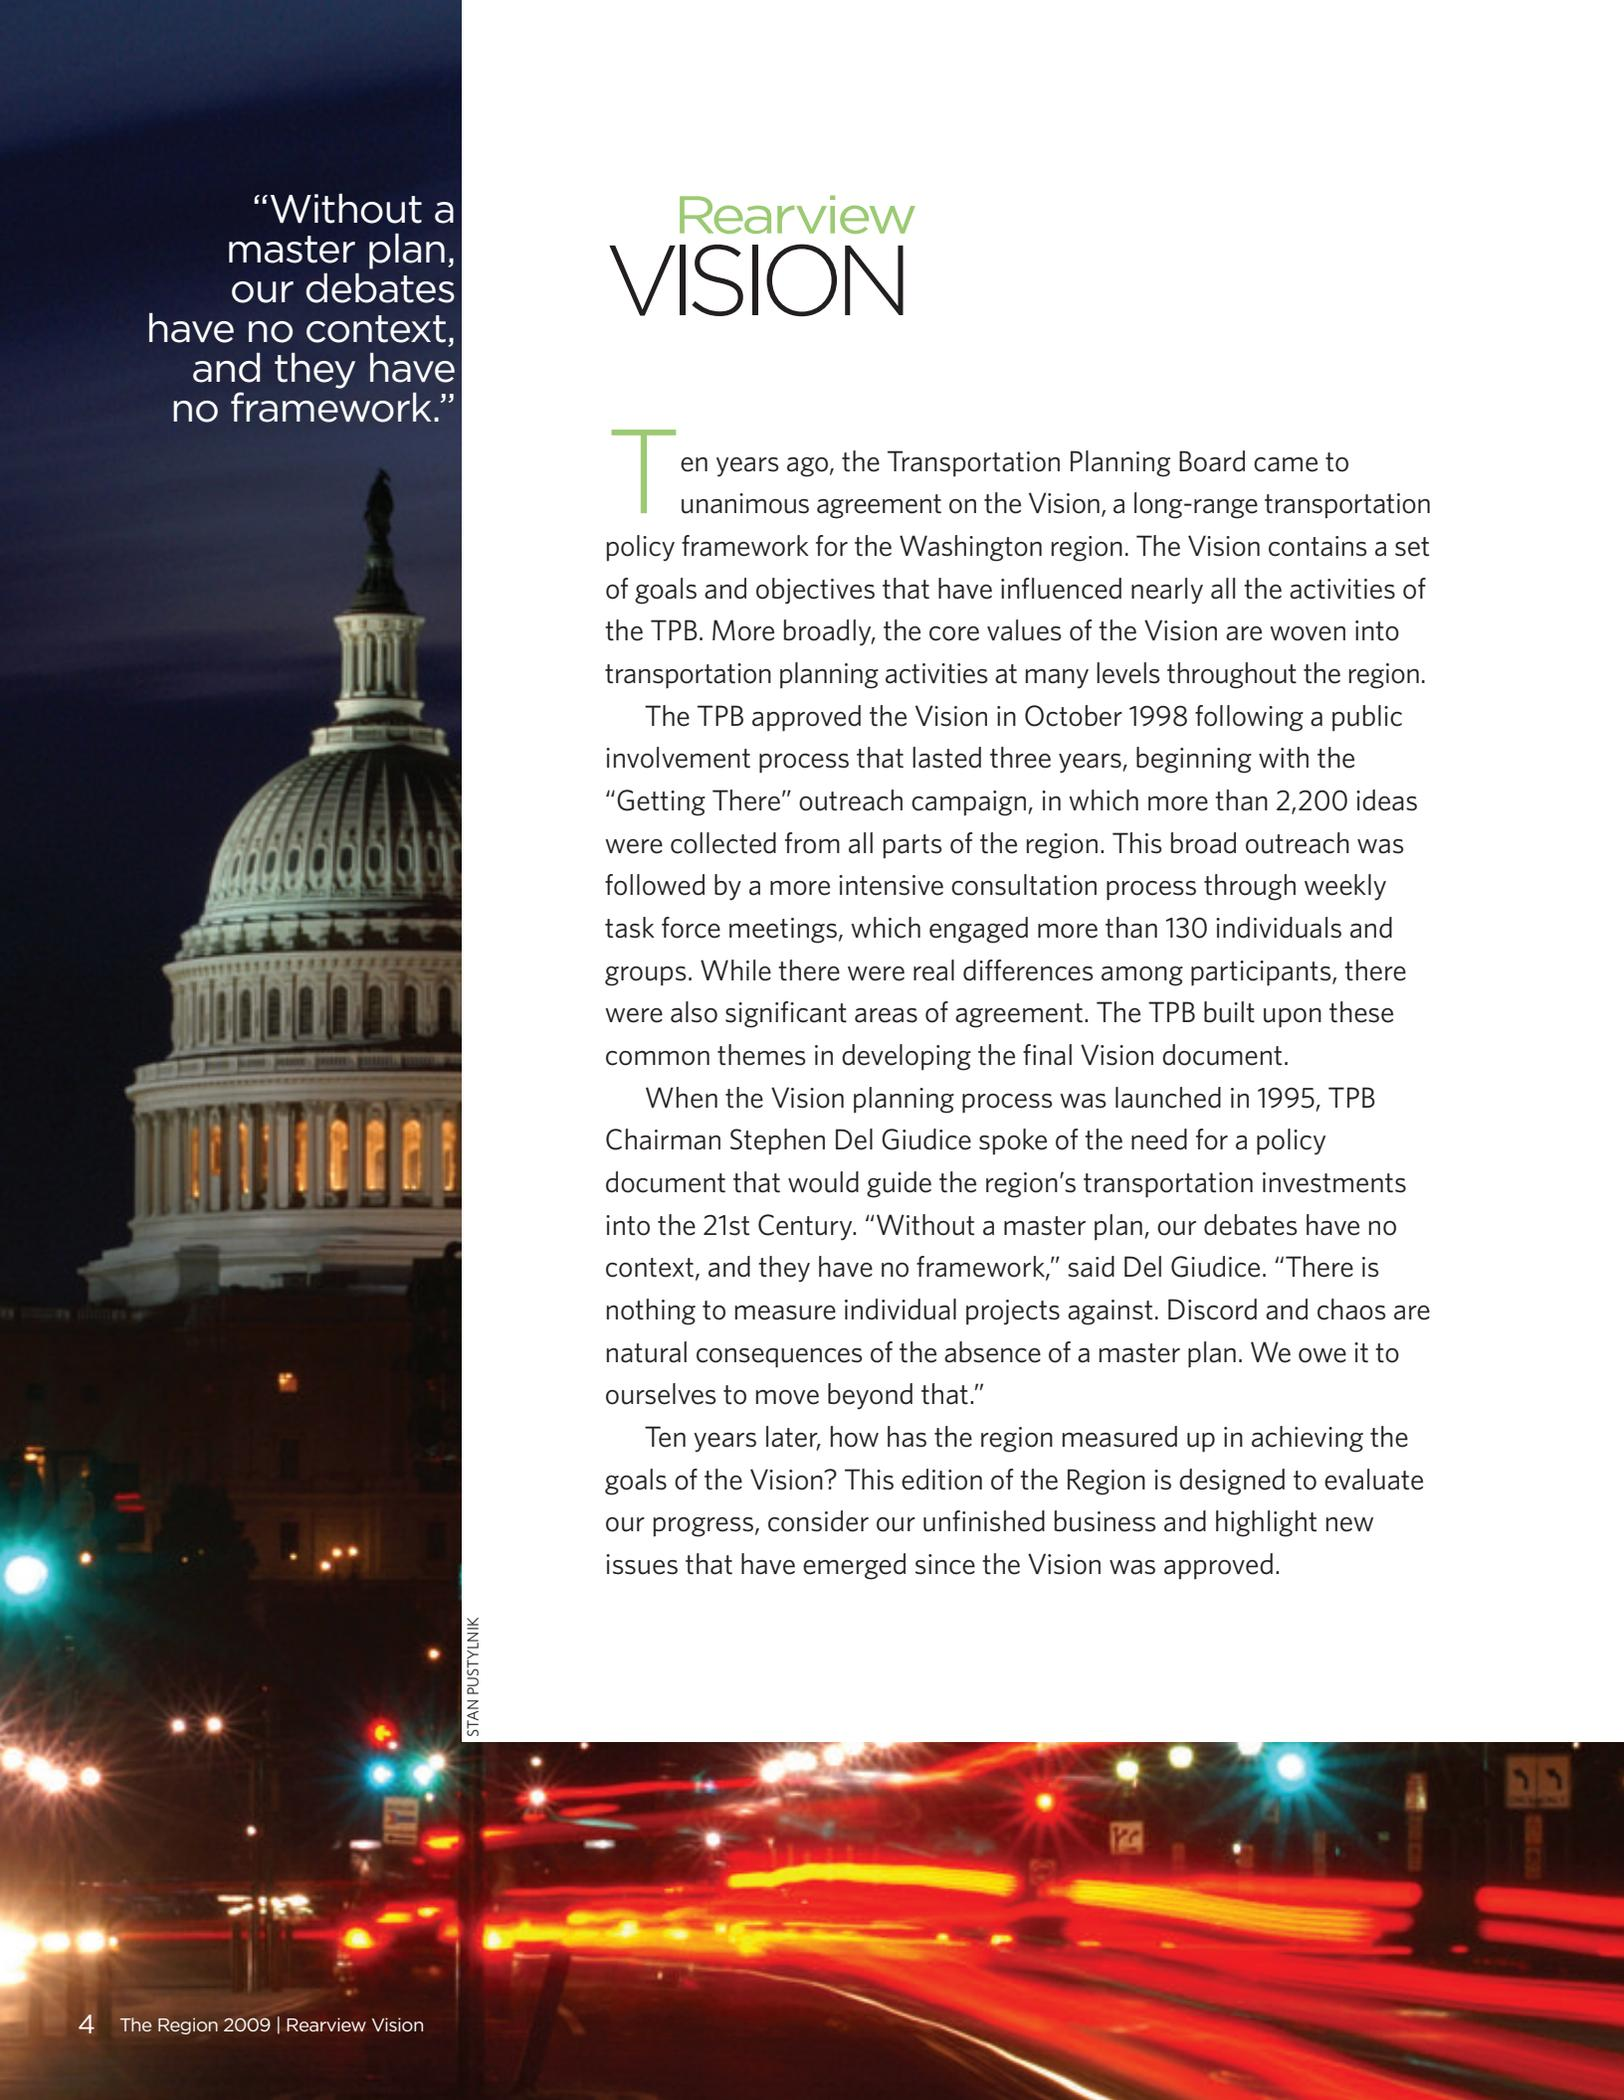 “Without a
master plan,
our debates
have no context,
and they have
no framework.”
Rearview
VISION
Ten years ago, the Transportation Planning Board came to
unanimous agreement on the Vision, a long-range transportation
policy framework for the Washington region. The Vision contains a set
of goals and objectives that have influenced nearly all the activities of
the TPB. More broadly, the core values of the Vision are woven into
transportation planning activities at many levels throughout the region.
The TPB approved the Vision in October 1998 following a public
involvement process that lasted three years, beginning with the
“Getting There” outreach campaign, in which more than 2,200 ideas
were collected from all parts of the region. This broad outreach was
followed by a more intensive consultation process through weekly
task force meetings, which engaged more than 130 individuals and
groups. While there were real differences among participants, there
were also significant areas of agreement. The TPB built upon these
common themes in developing the final Vision document.
When the Vision planning process was launched in 1995, TPB
Chairman Stephen Del Giudice spoke of the need for a policy
document that would guide the region’s transportation investments
into the 21st Century. “Without a master plan, our debates have no
context, and they have no framework,” said Del Giudice. “There is
nothing to measure individual projects against. Discord and chaos are
natural consequences of the absence of a master plan. We owe it to
ourselves to move beyond that.”
Ten years later, how has the region measured up in achieving the
goals of the Vision? This edition of the Region is designed to evaluate
our progress, consider our unfinished business and highlight new
issues that have emerged since the Vision was approved.
STAN PUSTYLNIK
4 The Region 2009 | Rearview Vision